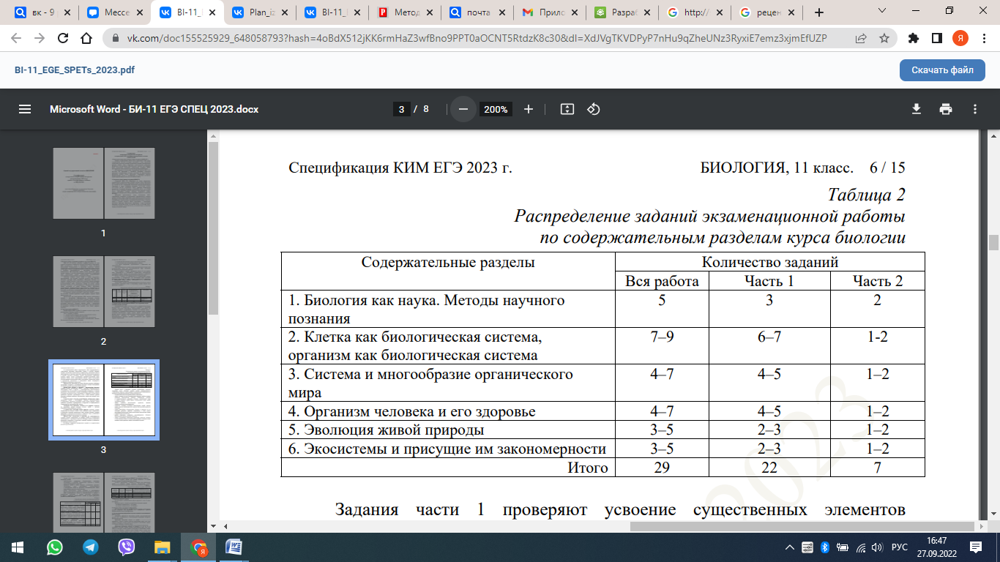 вк - 9
Мессе
BI-11_
Plan_iz
BI-11_
Метод
почта
Прило
Разраб
http://
рецен
vk.com/doc155525929_648058793?hash=4oBdX512jKK6rmHaZ3wfBno9PPT0aOCNT5RtdzK8c30&dl=XdJVgTKVDPyP7nHu9qZheUNz3RyxiE7emz3xjmEfUZP
Я
BI-11_EGE_SPETs_2023.pdf
Скачать файл
Microsoft Word - БИ-11 ЕГЭ СПЕЦ 2023.docx
3 / 8
200%
1
2
3
Спецификация КИМ ЕГЭ 2023 г. БИОЛОГИЯ, 11 класс. 6 / 15
Таблица 2
Распределение заданий экзаменационной работы
по содержательным разделам курса биологии
Содержательные разделы Количество заданий
Вся работа Часть 1 Часть 2
1. Биология как наука. Методы научного 5 3 2
познания
2. Клетка как биологическая система, 7–9 6–7 1-2
организм как биологическая система
3. Система и многообразие органического 4–7 4–5 1–2
мира
4. Организм человека и его здоровье 4–7 4–5 1–2
5. Эволюция живой природы 3–5 2–3 1–2
6. Экосистемы и присущие им закономерности 3–5 2–3 1–2
Итого 29 22 7
2023
Задания части 1 проверяют усвоение существенных элементов
РУС
16:47
27.09.2022